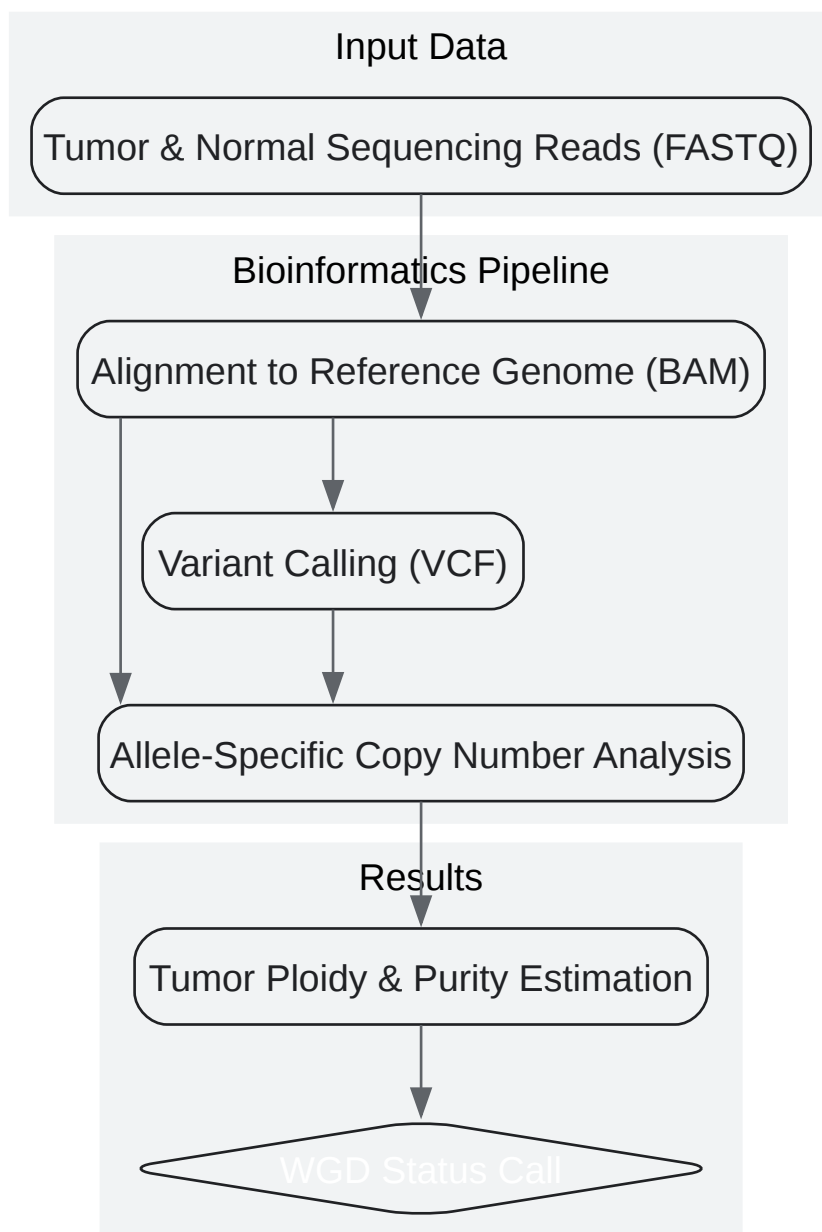 Input Data
Tumor & Normal Sequencing Reads (FASTQ)
Bioinformatics Pipeline
Alignment to Reference Genome (BAM)
Variant Calling (VCF)
Allele-Specific Copy Number Analysis
Results
Tumor Ploidy & Purity Estimation
WGD Status Call